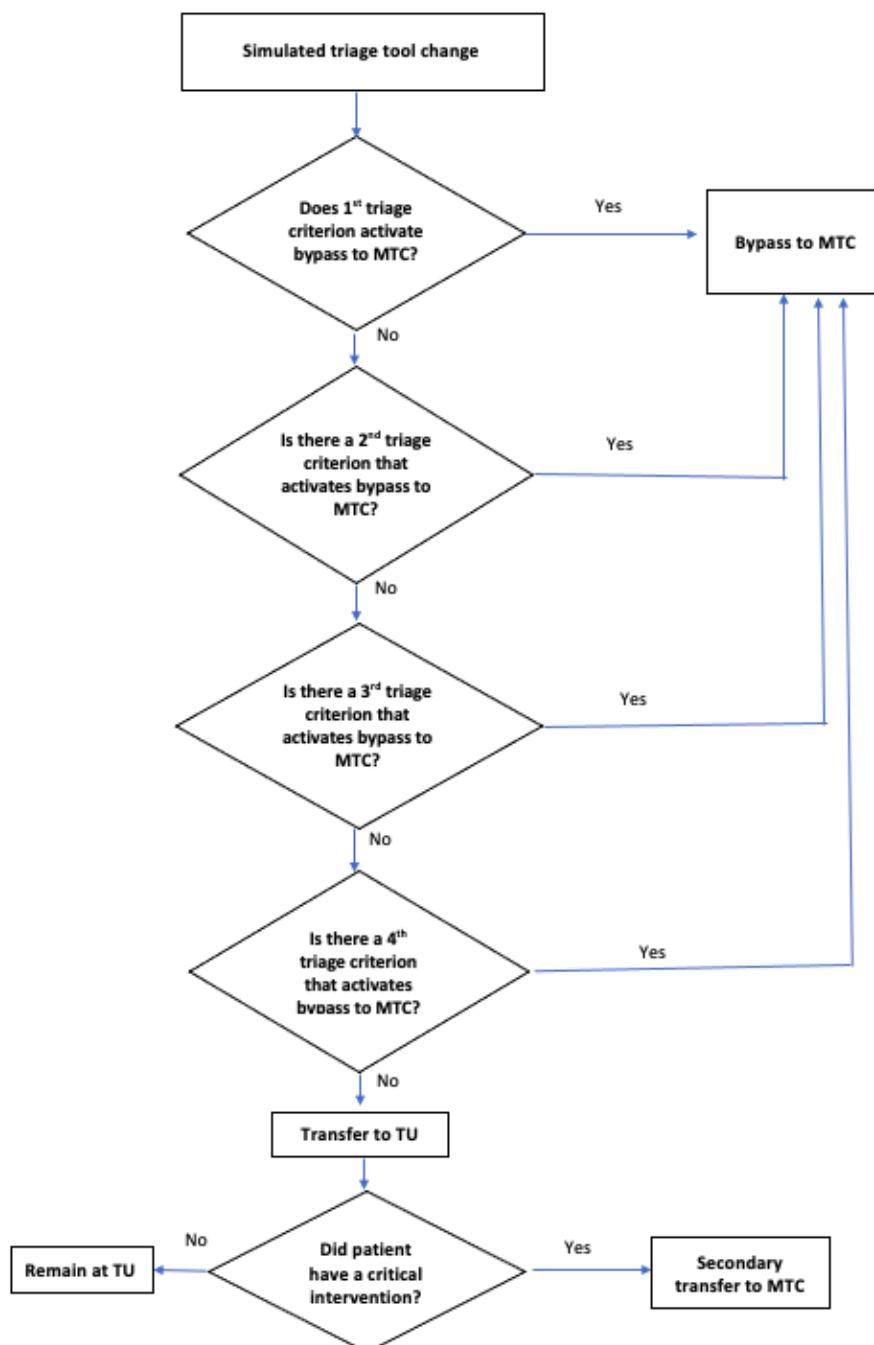 Simulated triage tool change
Does 1st triage
criterion activate
bypass to MTC?
Yes
Bypass to MTC
No
Is there a 2nd triage
criterion that
activates bypass to
MTC?
Yes
No
Is there a 3rd triage
criterion that
activates bypass to
MTC?
Yes
No
Is there a 4th
triage criterion
that activates
bypass to MTC?
Yes
No
Transfer to TU
Did patient
have a critical
intervention?
No
Remain at TU
Yes
Secondary
transfer to MTC